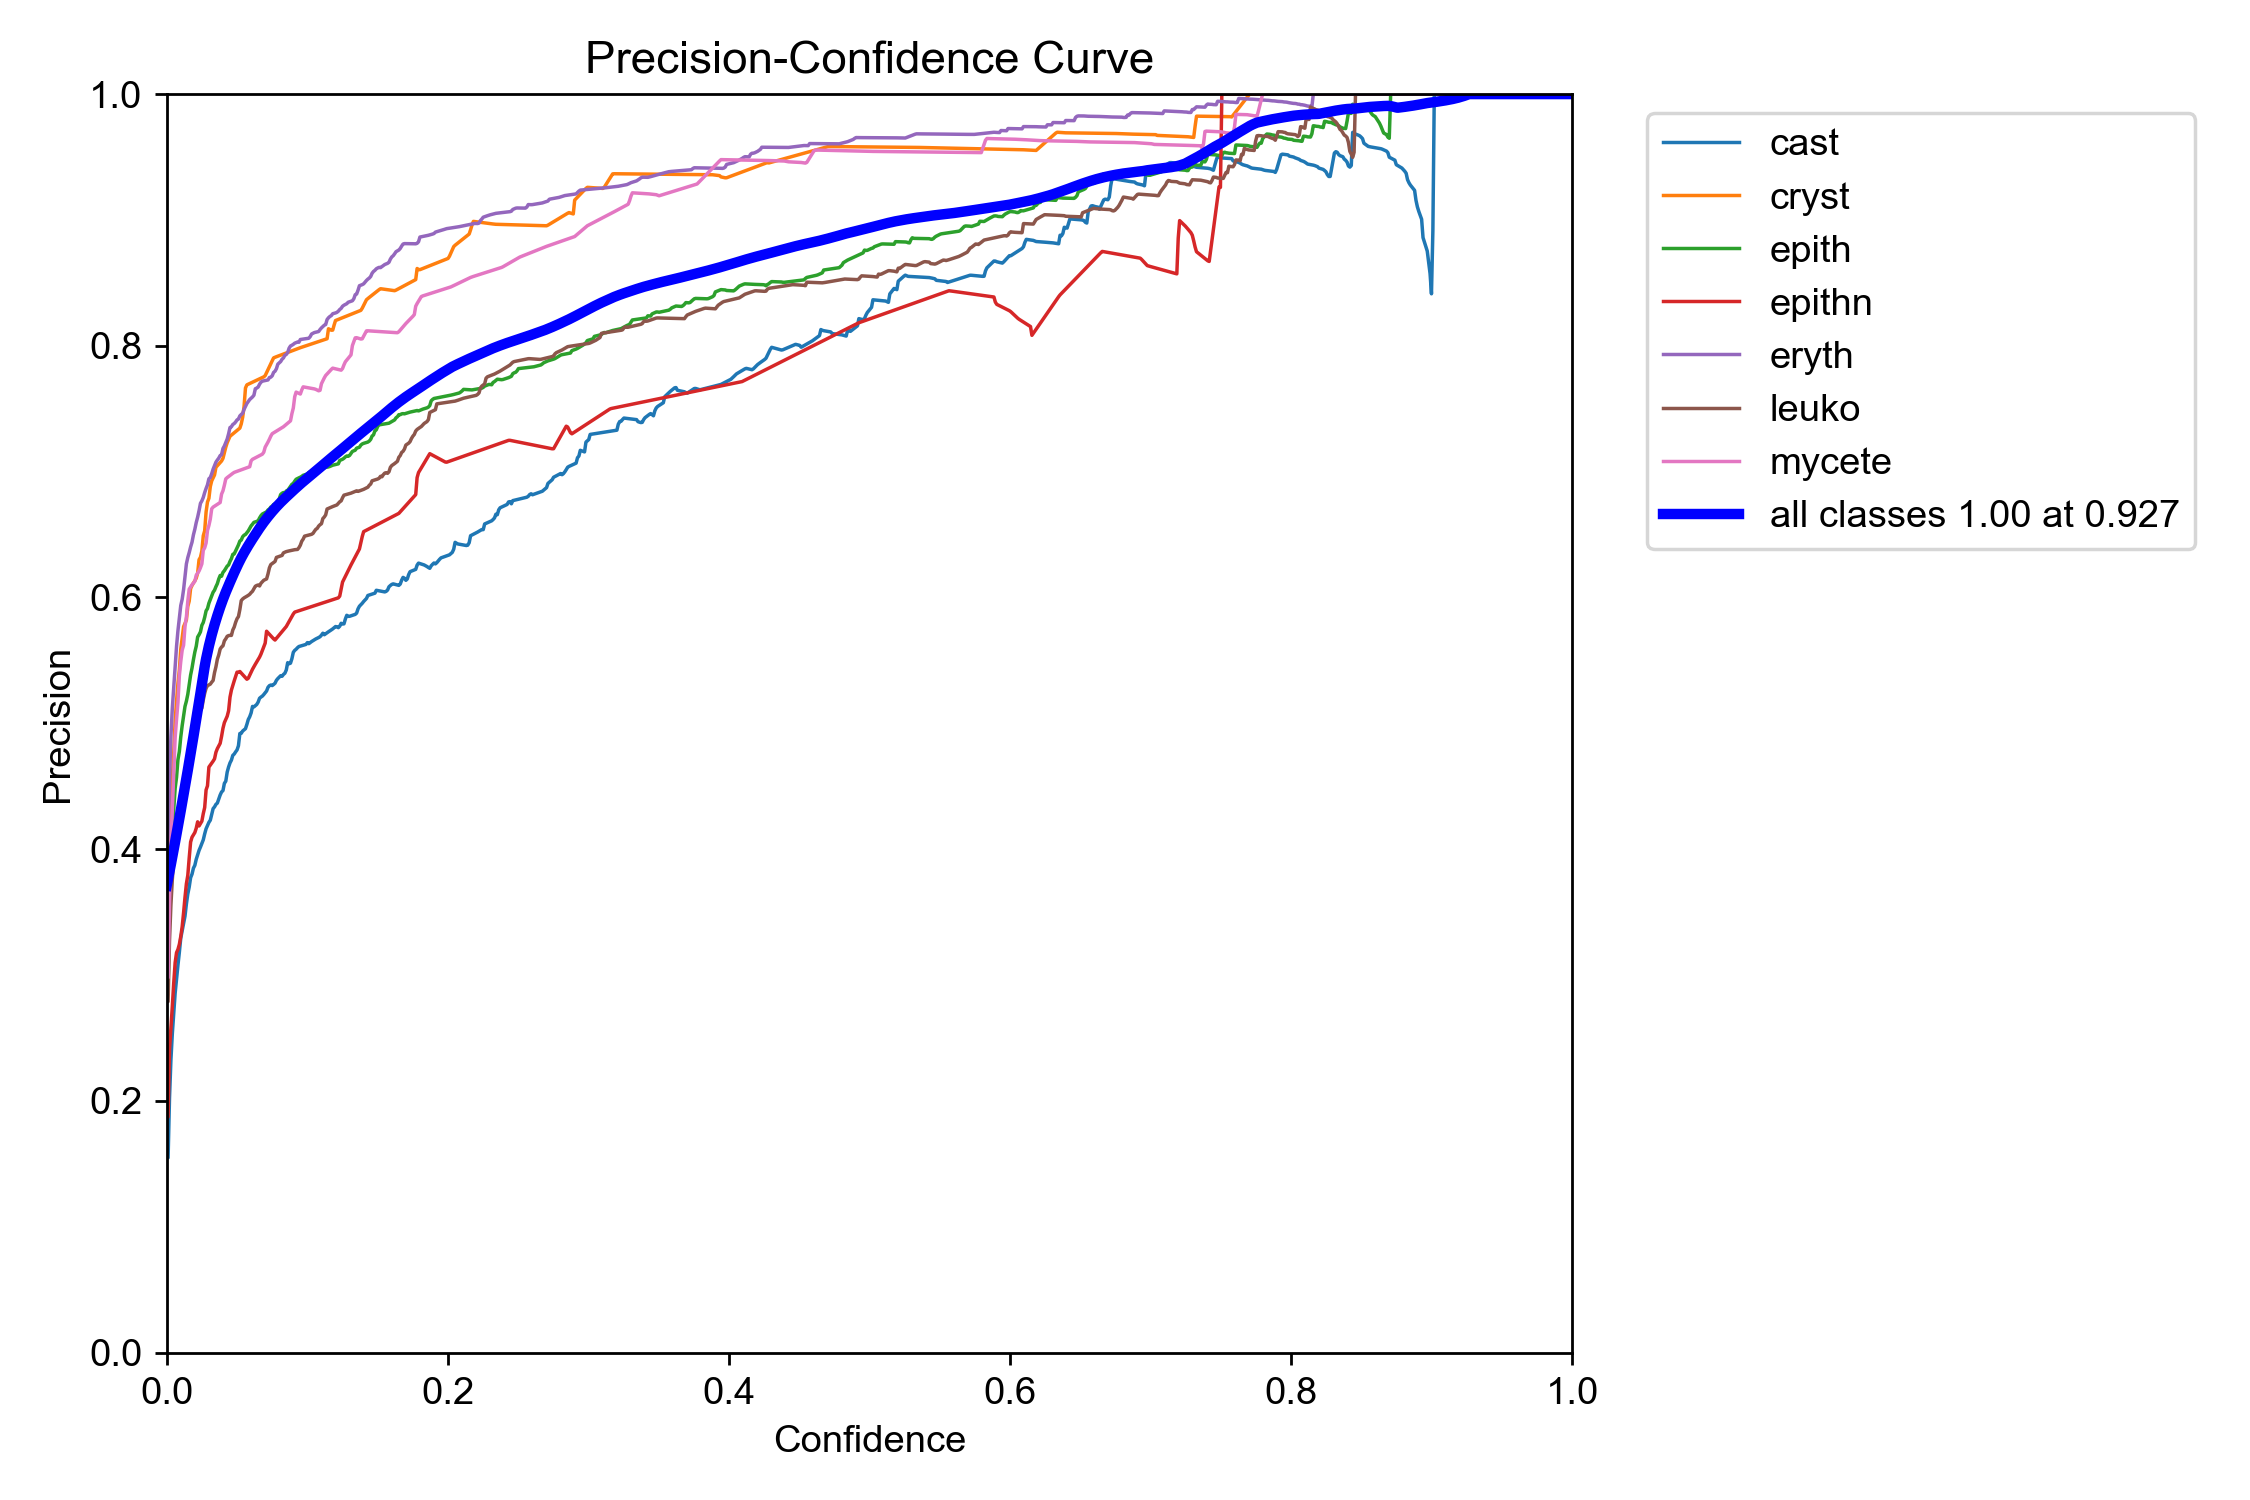 Precision-Confidence Curve
1.0
0.8
0.6
0.4
0.2
0.0
Precision
0.0 0.2 0.4 0.6 0.8 1.0
Confidence
cast
cryst
epith
epithn
eryth
leuko
mycete
all classes 1.00 at 0.927